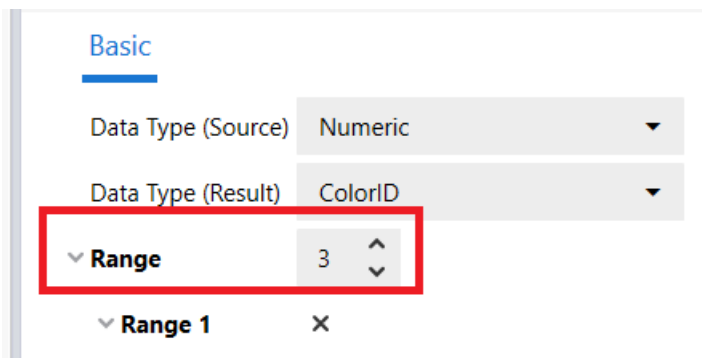 Basic
Data Type (Source) Numeric
Data Type (Result) ColorID
Range 3
Range 1